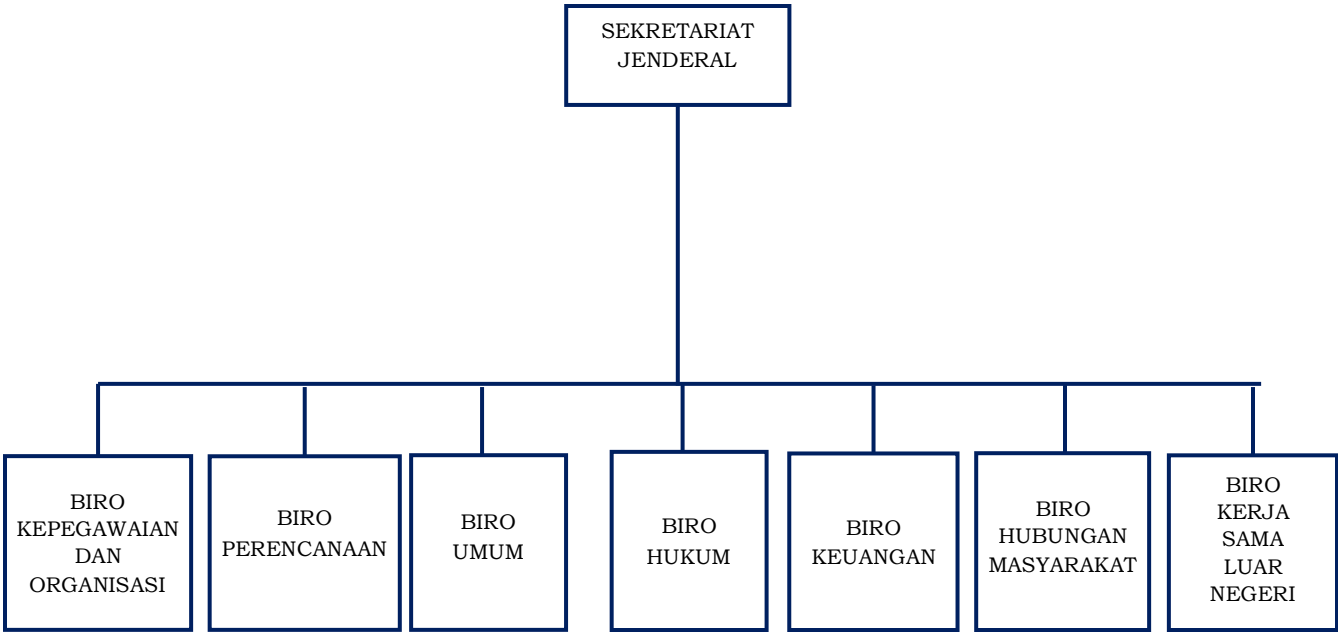 SEKRETARIAT
JENDERAL
BIRO
KEPEGAWAIAN
DAN
ORGANISASI
BIRO
PERENCANAAN
BIRO
UMUM
BIRO
HUKUM
BIRO
KEUANGAN
BIRO
HUBUNGAN
MASYARAKAT
BIRO
KERJA
SAMA
LUAR
NEGERI